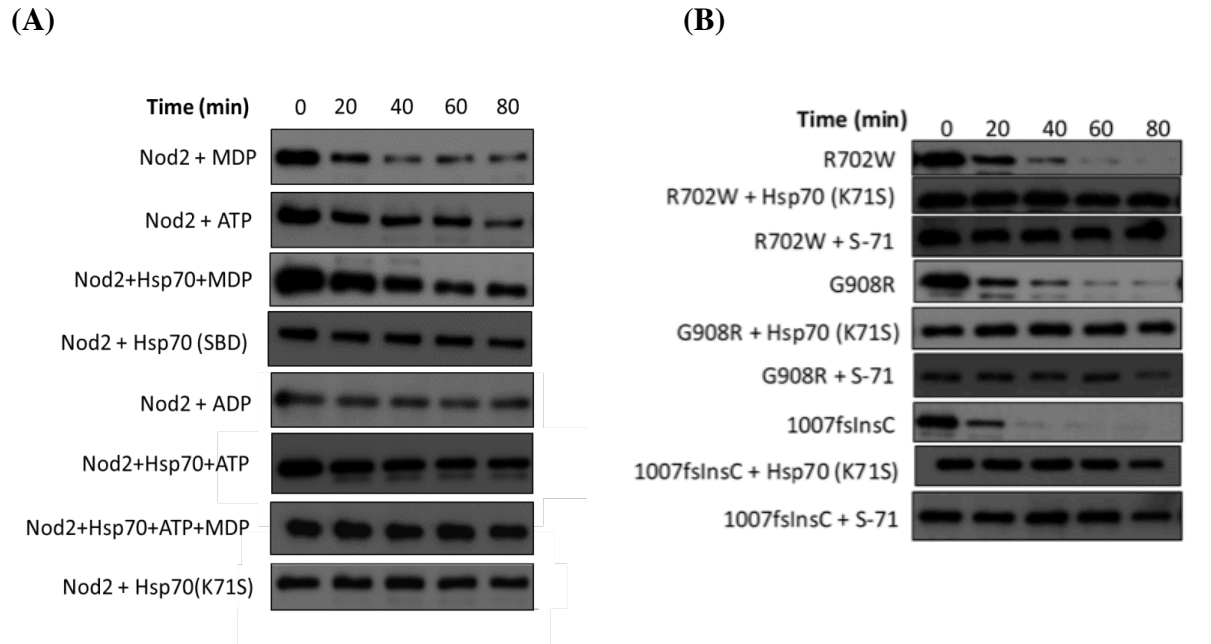 (A)
Time (min) 0 20 40 60 80
Nod2 + MDP
Nod2 + ATP
Nod2+Hsp70+MDP
Nod2 + Hsp70 (SBD)
Nod2 + ADP
Nod2+Hsp70+ATP
Nod2+Hsp70+ATP+MDP
Nod2 + Hsp70(K71S)
(B)
Time (min) 0 20 40 60 80
R702W
R702W + Hsp70 (K71S)
R702W + S-71
G908R
G908R + Hsp70 (K71S)
G908R + S-71
1007fsInsC
1007fsInsC + Hsp70 (K71S)
1007fsInsC + S-71